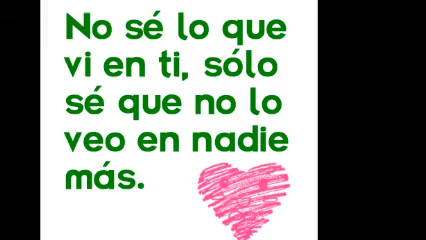 No sé lo que
vi en ti, sólo
sé que no lo
veo en nadie
más.